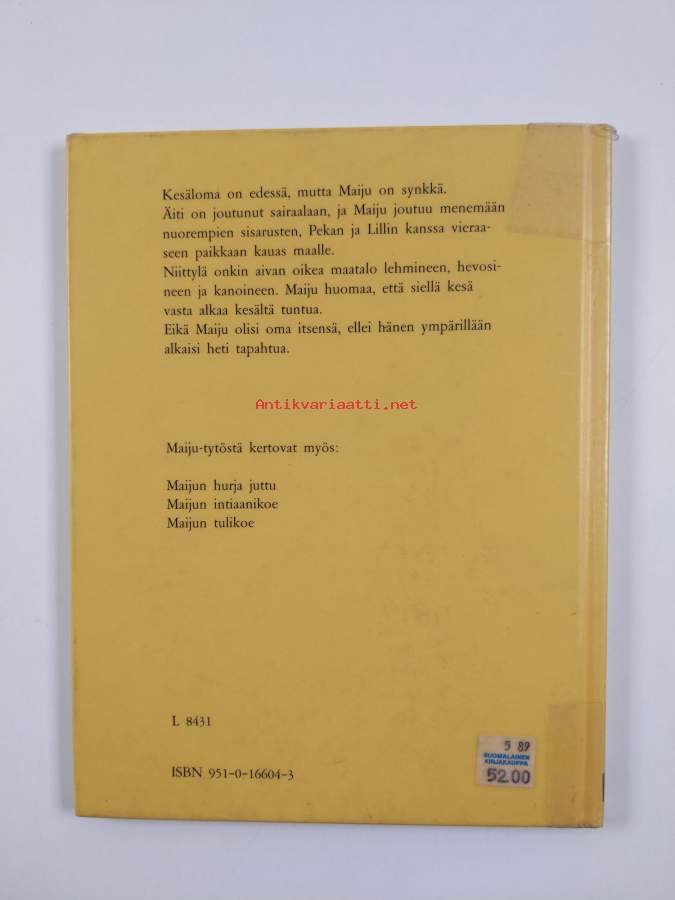 Kesäloma on edessä, mutta Maiju on synkkä.
Äiti on joutunut sairaalaan, ja Maiju joutuu menemään
nuorempien sisarusten, Pekan ja Lillin kanssa vieraa-
seen paikkaan kauas maalle.
Niittylä onkin aivan oikea maatalo lehmineen, hevosi-
neen ja kanoineen. Maiju huomaa, että siellä kesä
vasta alkaa kesältä tuntua.
Eikä Maiju olisi oma itsensä, ellei hänen ympärillään
alkaisi heti tapahtua.
Antikvariaatti.net
Maiju-tytöstä kertovat myös:
Maijun hurja juttu
Maijun intiaanikoe
Maijun tulikoe
L 8431
5 89
SUOMALAINEN
KIRJAKAUPPA
52.00
ISBN 951-0-16604-3